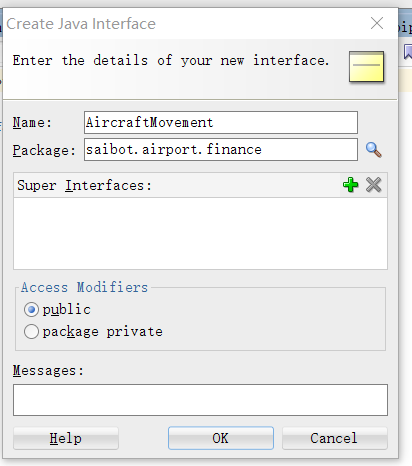 Create Java Interface
Enter the details of your new interface.
Name: AircraftMovement
Package: saibot.airport.finance
Super Interfaces:
Access Modifiers
public
package private
Messages:
Help OK Cancel